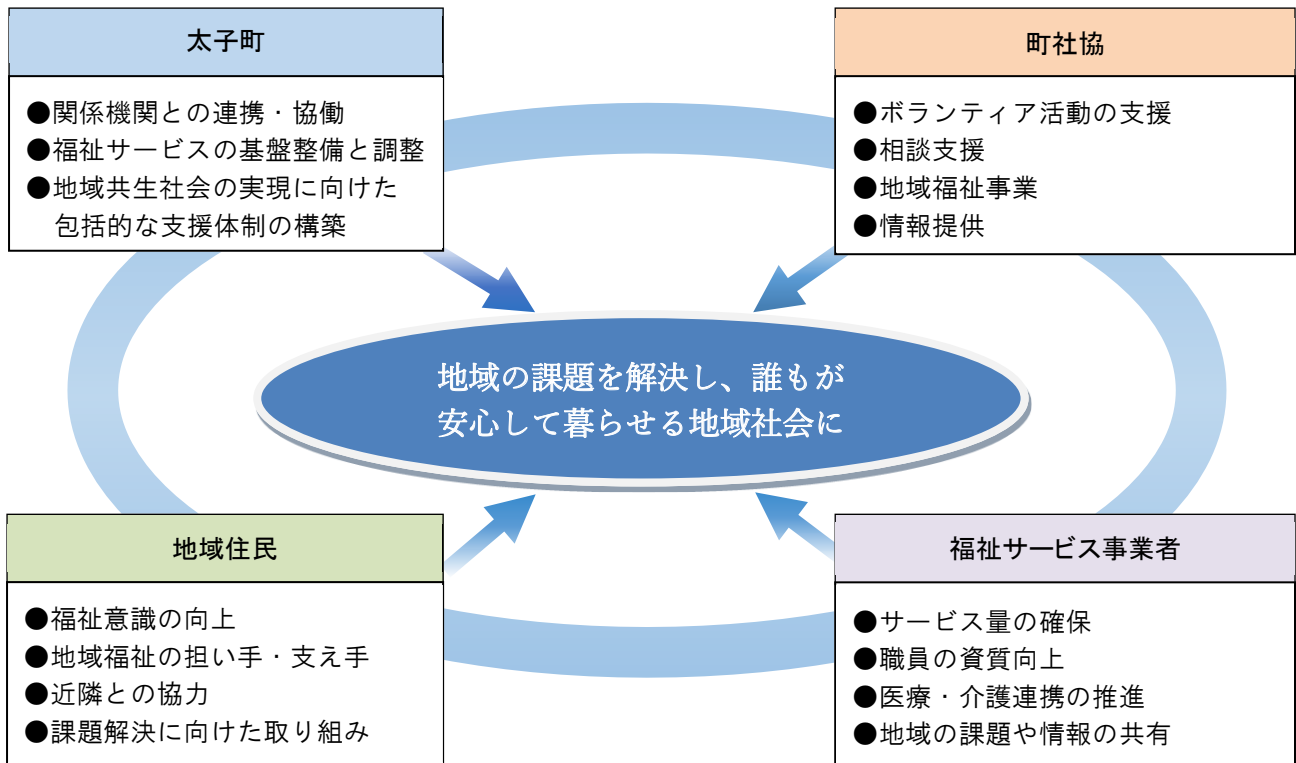 太子町
●関係機関との連携・協働
●福祉サービスの基盤整備と調整
●地域共生社会の実現に向けた
包括的な支援体制の構築
町社協
●ボランティア活動の支援
●相談支援
●地域福祉事業
●情報提供
地域の課題を解決し、誰もが
安心して暮らせる地域社会に
地域住民
●福祉意識の向上
●地域福祉の担い手・支え手
●近隣との協力
●課題解決に向けた取り組み
福祉サービス事業者
●サービス量の確保
●職員の資質向上
●医療・介護連携の推進
●地域の課題や情報の共有